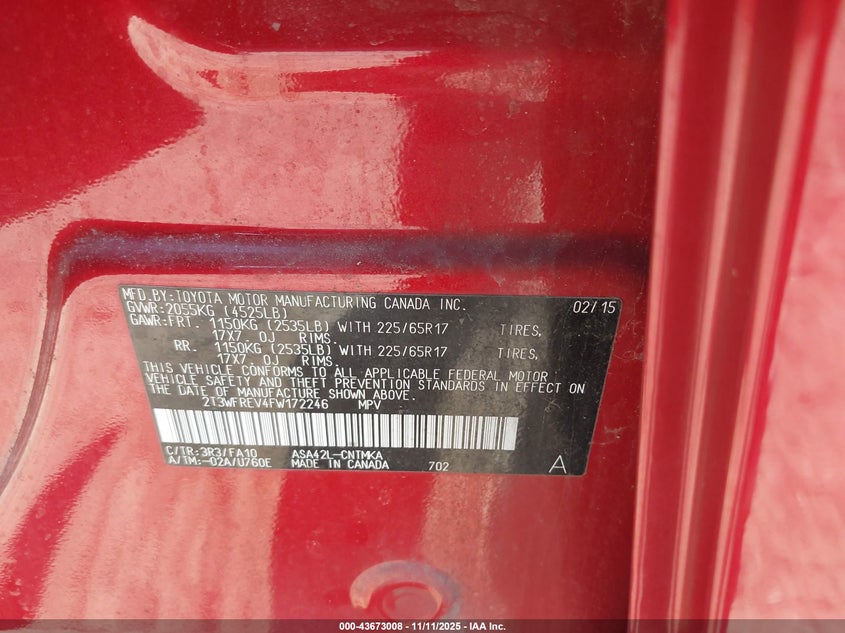 MFD.BY:TOYOTA MOTOR MANUFACTURING CANADA INC. 02/15
GVWR:2055KG (4525LB)
GAWR:FRT. 1150KG (2535LB) WITH 225/65R17 TIRES,
17X7.0J RIMS.
RR. 1150KG (2535LB) WITH 225/65R17 TIRES,
17X7.0J RIMS.
THIS VEHICLE CONFORMS TO ALL APPLICABLE FEDERAL MOTOR
VEHICLE SAFETY AND THEFT PREVENTION STANDARDS IN EFFECT ON
THE DATE OF MANUFACTURE SHOWN ABOVE.
2T3WFREV4FW172246 MPV
C/TR:3R3/FA10 ASA42L-CNTMKA
A/TM:-02A/U760E MADE IN CANADA 702 A
000-43673008 - 11/11/2025 - IAA Inc.